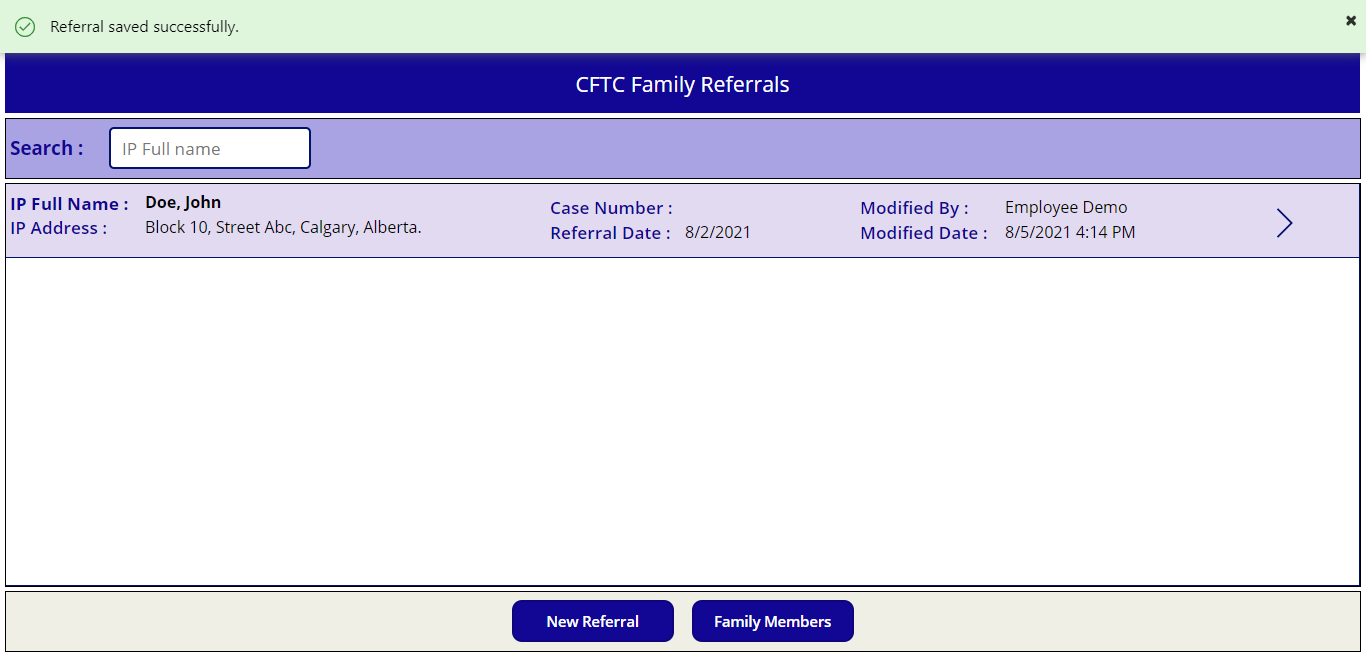 Referral saved successfully.
CFTC Family Referrals
Search :
IP Full name
IP Full Name : Doe, John
IP Address : Block 10, Street Abc, Calgary, Alberta.
Case Number :
Referral Date : 8/2/2021
Modified By : Employee Demo
Modified Date : 8/5/2021 4:14 PM
New Referral
Family Members